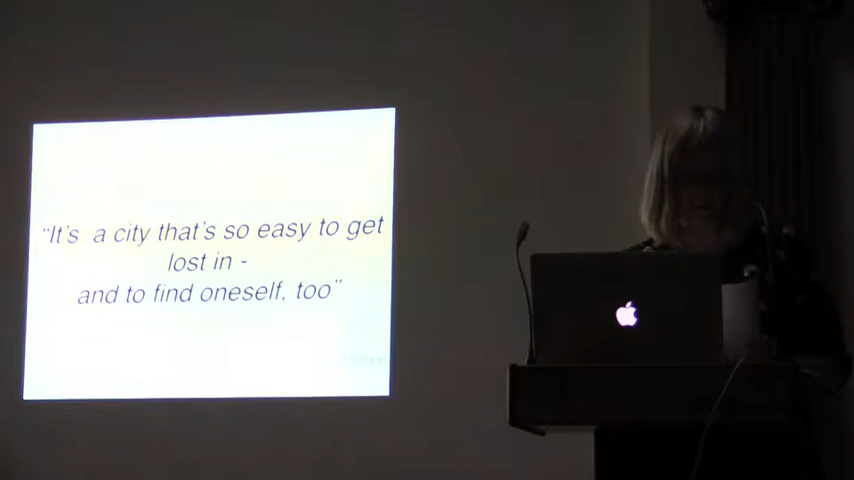 “It’s  a city that’s so easy to get
lost in -
and to find oneself, too”